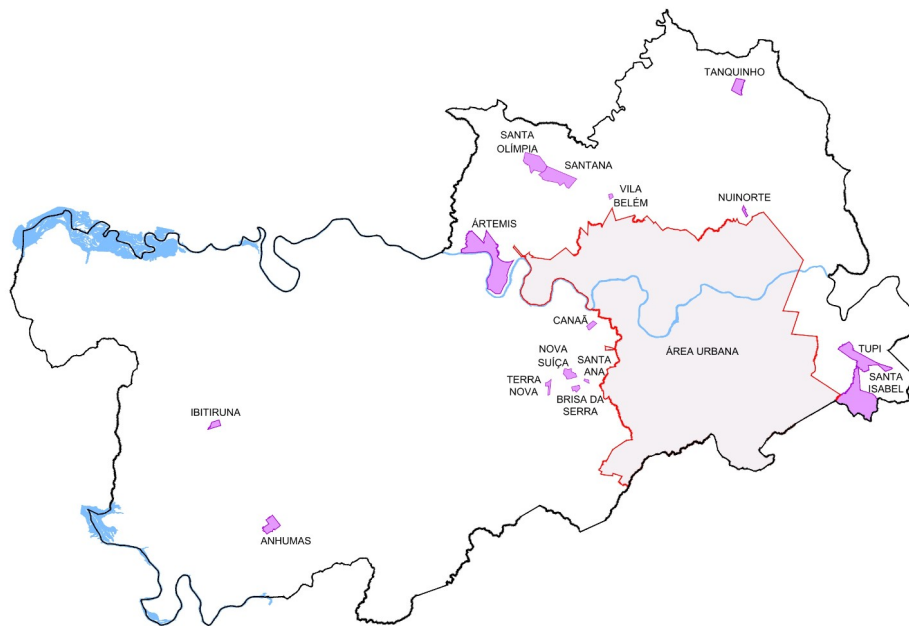 TANQUINHO
SANTA
OLÍMPIA
SANTANA
VILA
BELÉM
NUINORTE
ÁRTEMIS
CANAÃ
NOVA
SUÍÇA
SANTA
ANA
ÁREA URBANA
TUPI
TERRA
NOVA
BRISA DA
SERRA
SANTA
ISABEL
IBITIRUNA
ANHUMAS